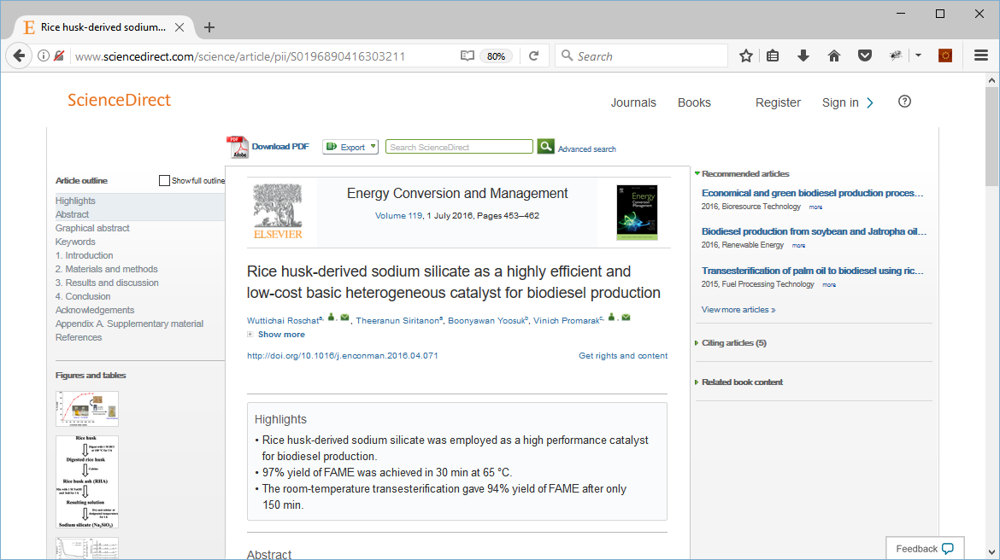 Rice husk-derived sodium...
www.sciencedirect.com/science/article/pii/S0196890416303211
80%
Search
ScienceDirect
Journals
Books
Register
Sign in
PDF
Adobe
Download PDF
Export
Search ScienceDirect
Advanced search
Article outline
Show full outline
Highlights
Abstract
Graphical abstract
Keywords
1. Introduction
2. Materials and methods
3. Results and discussion
4. Conclusion
Acknowledgements
Appendix A. Supplementary material
References
Figures and tables
Rice husk
Digested rice husk
Calcine
Rice husk ash (RHA)
Resulting solution
Sodium silicate (Na2SiO3)
ELSEVIER
Energy Conversion and Management
Volume 119, 1 July 2016, Pages 453–462
Energy
Conversion
Management
Rice husk-derived sodium silicate as a highly efficient and
low-cost basic heterogeneous catalyst for biodiesel production
Wuttichai Roschat a, , Theeranun Siritanon a, Boonyawan Yoosuk b, Vinich Promarak c,
Show more
http://doi.org/10.1016/j.enconman.2016.04.071
Get rights and content
Highlights
• Rice husk-derived sodium silicate was employed as a high performance catalyst
for biodiesel production.
• 97% yield of FAME was achieved in 30 min at 65 °C.
• The room-temperature transesterification gave 94% yield of FAME after only
150 min.
Abstract
Recommended articles
Economical and green biodiesel production proces…
2016, Bioresource Technology more
Biodiesel production from soybean and Jatropha oil…
2016, Renewable Energy more
Transesterification of palm oil to biodiesel using ric…
2015, Fuel Processing Technology more
View more articles »
Citing articles (5)
Related book content
Feedback